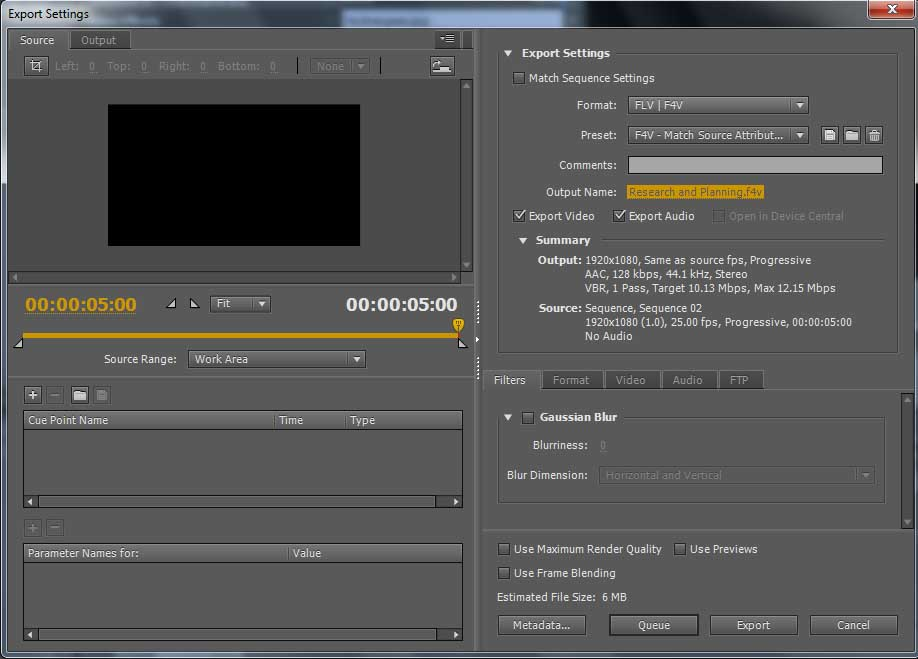 Export Settings
Source
Output
Left: 0 Top: 0 Right: 0 Bottom: 0
None
00:00:05:00
Fit
00:00:05:00
Source Range: Work Area
Cue Point Name Time Type
Parameter Names for: Value
Export Settings
Match Sequence Settings
Format: FLV | F4V
Preset: F4V - Match Source Attribut...
Comments:
Output Name: Research and Planning.f4v
Export Video Export Audio Open in Device Central
Summary
Output: 1920x1080, Same as source fps, Progressive
AAC, 128 kbps, 44.1 kHz, Stereo
VBR, 1 Pass, Target 10.13 Mbps, Max 12.15 Mbps
Source: Sequence, Sequence 02
1920x1080 (1.0), 25.00 fps, Progressive, 00:00:05:00
No Audio
Filters Format Video Audio FTP
Gaussian Blur
Blurriness: 0
Blur Dimension: Horizontal and Vertical
Use Maximum Render Quality Use Previews
Use Frame Blending
Estimated File Size: 6 MB
Metadata... Queue Export Cancel